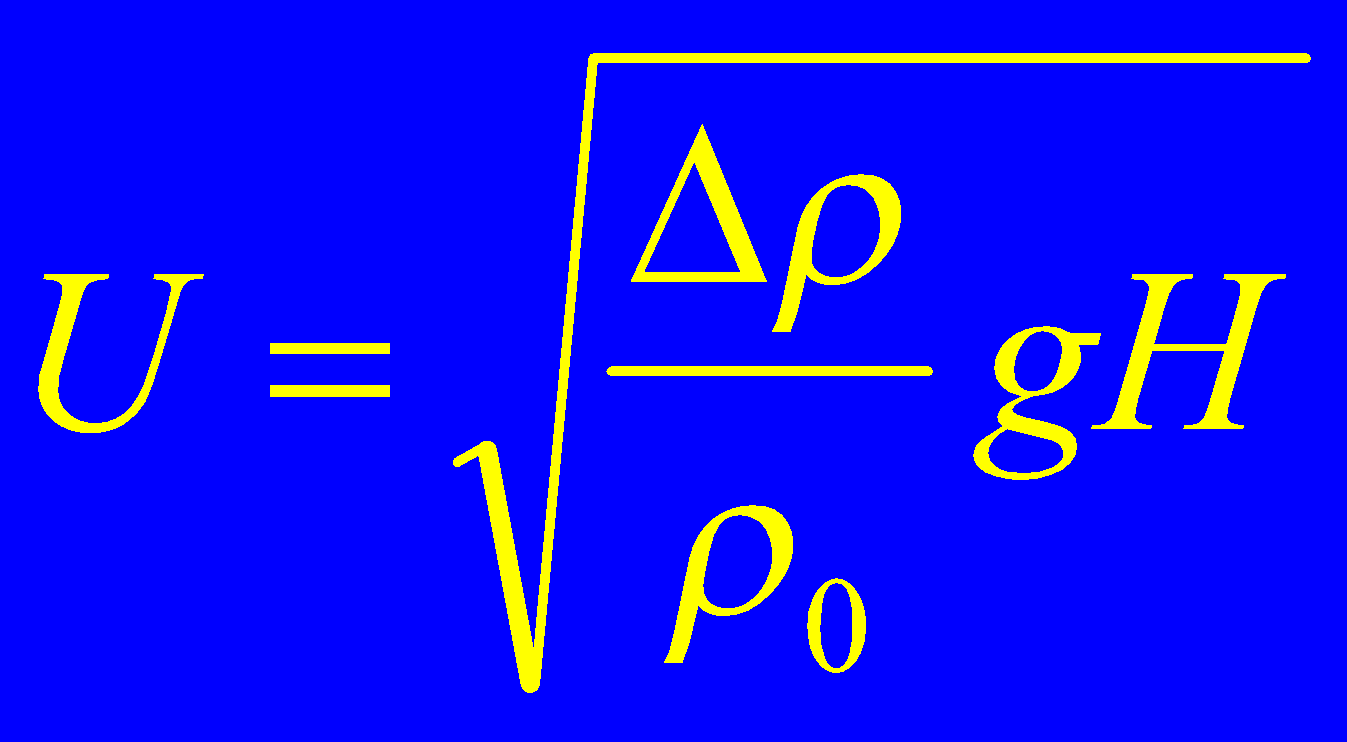 U = √(Δρ/ρ₀ gH)